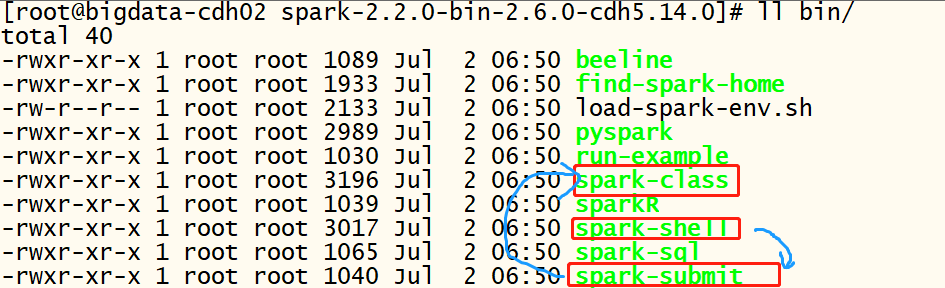 [root@bigdata-cdh02 spark-2.2.0-bin-2.6.0-cdh5.14.0]# ll bin/
total 40
-rwxr-xr-x 1 root root 1089 Jul  2 06:50 beeline
-rwxr-xr-x 1 root root 1933 Jul  2 06:50 find-spark-home
-rw-r--r-- 1 root root 2133 Jul  2 06:50 load-spark-env.sh
-rwxr-xr-x 1 root root 2989 Jul  2 06:50 pyspark
-rwxr-xr-x 1 root root 1030 Jul  2 06:50 run-example
-rwxr-xr-x 1 root root 3196 Jul  2 06:50 spark-class
-rwxr-xr-x 1 root root 1039 Jul  2 06:50 sparkR
-rwxr-xr-x 1 root root 3017 Jul  2 06:50 spark-shell
-rwxr-xr-x 1 root root 1065 Jul  2 06:50 spark-sql
-rwxr-xr-x 1 root root 1040 Jul  2 06:50 spark-submit